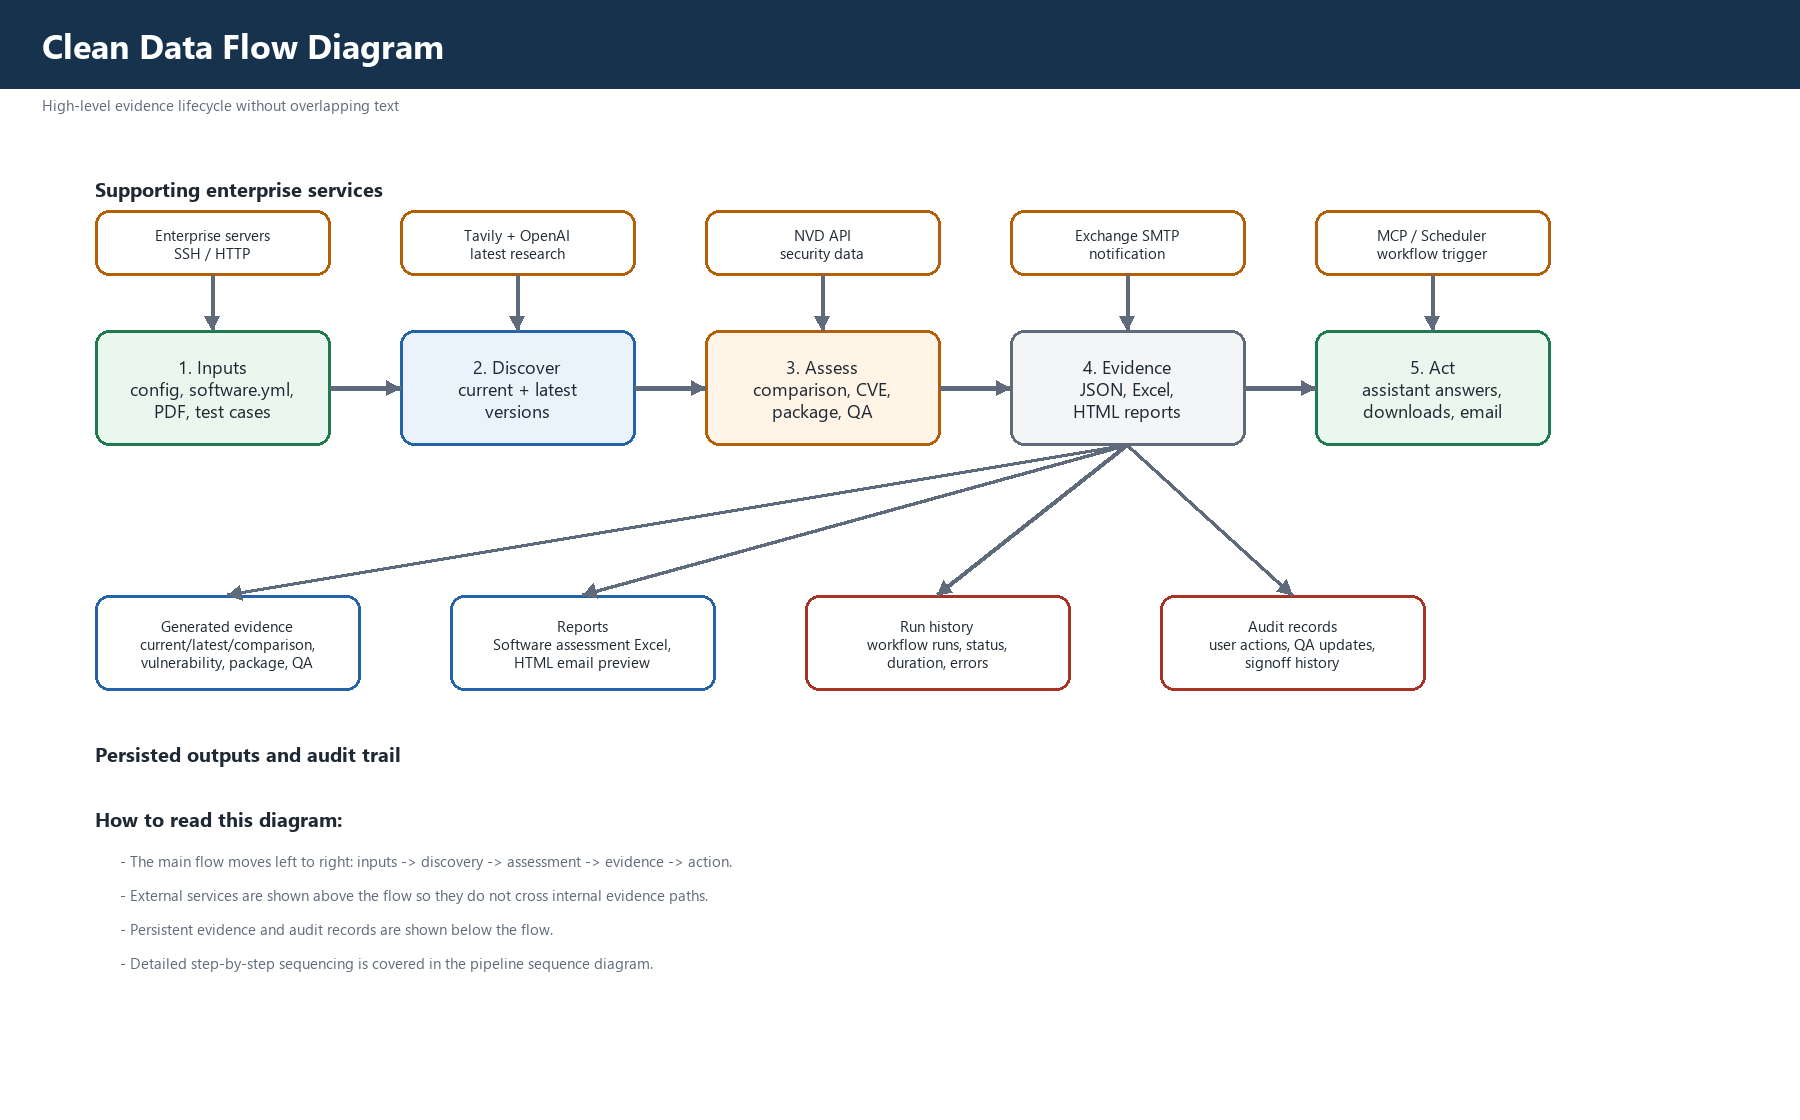 Clean Data Flow Diagram
High-level evidence lifecycle without overlapping text
Supporting enterprise services
Enterprise servers
SSH / HTTP
Tavily + OpenAI
latest research
NVD API
security data
Exchange SMTP
notification
MCP / Scheduler
workflow trigger
1. Inputs
config, software.yml,
PDF, test cases
2. Discover
current + latest
versions
3. Assess
comparison, CVE,
package, QA
4. Evidence
JSON, Excel,
HTML reports
5. Act
assistant answers,
downloads, email
Generated evidence
current/latest/comparison,
vulnerability, package, QA
Reports
Software assessment Excel,
HTML email preview
Run history
workflow runs, status,
duration, errors
Audit records
user actions, QA updates,
signoff history
Persisted outputs and audit trail
How to read this diagram:
- The main flow moves left to right: inputs -> discovery -> assessment -> evidence -> action.
- External services are shown above the flow so they do not cross internal evidence paths.
- Persistent evidence and audit records are shown below the flow.
- Detailed step-by-step sequencing is covered in the pipeline sequence diagram.